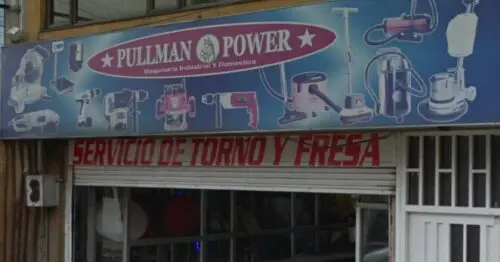 PULLMAN POWER
Maquinaria Industrial Y Domestica
SERVICIO DE TORNO Y FRESA